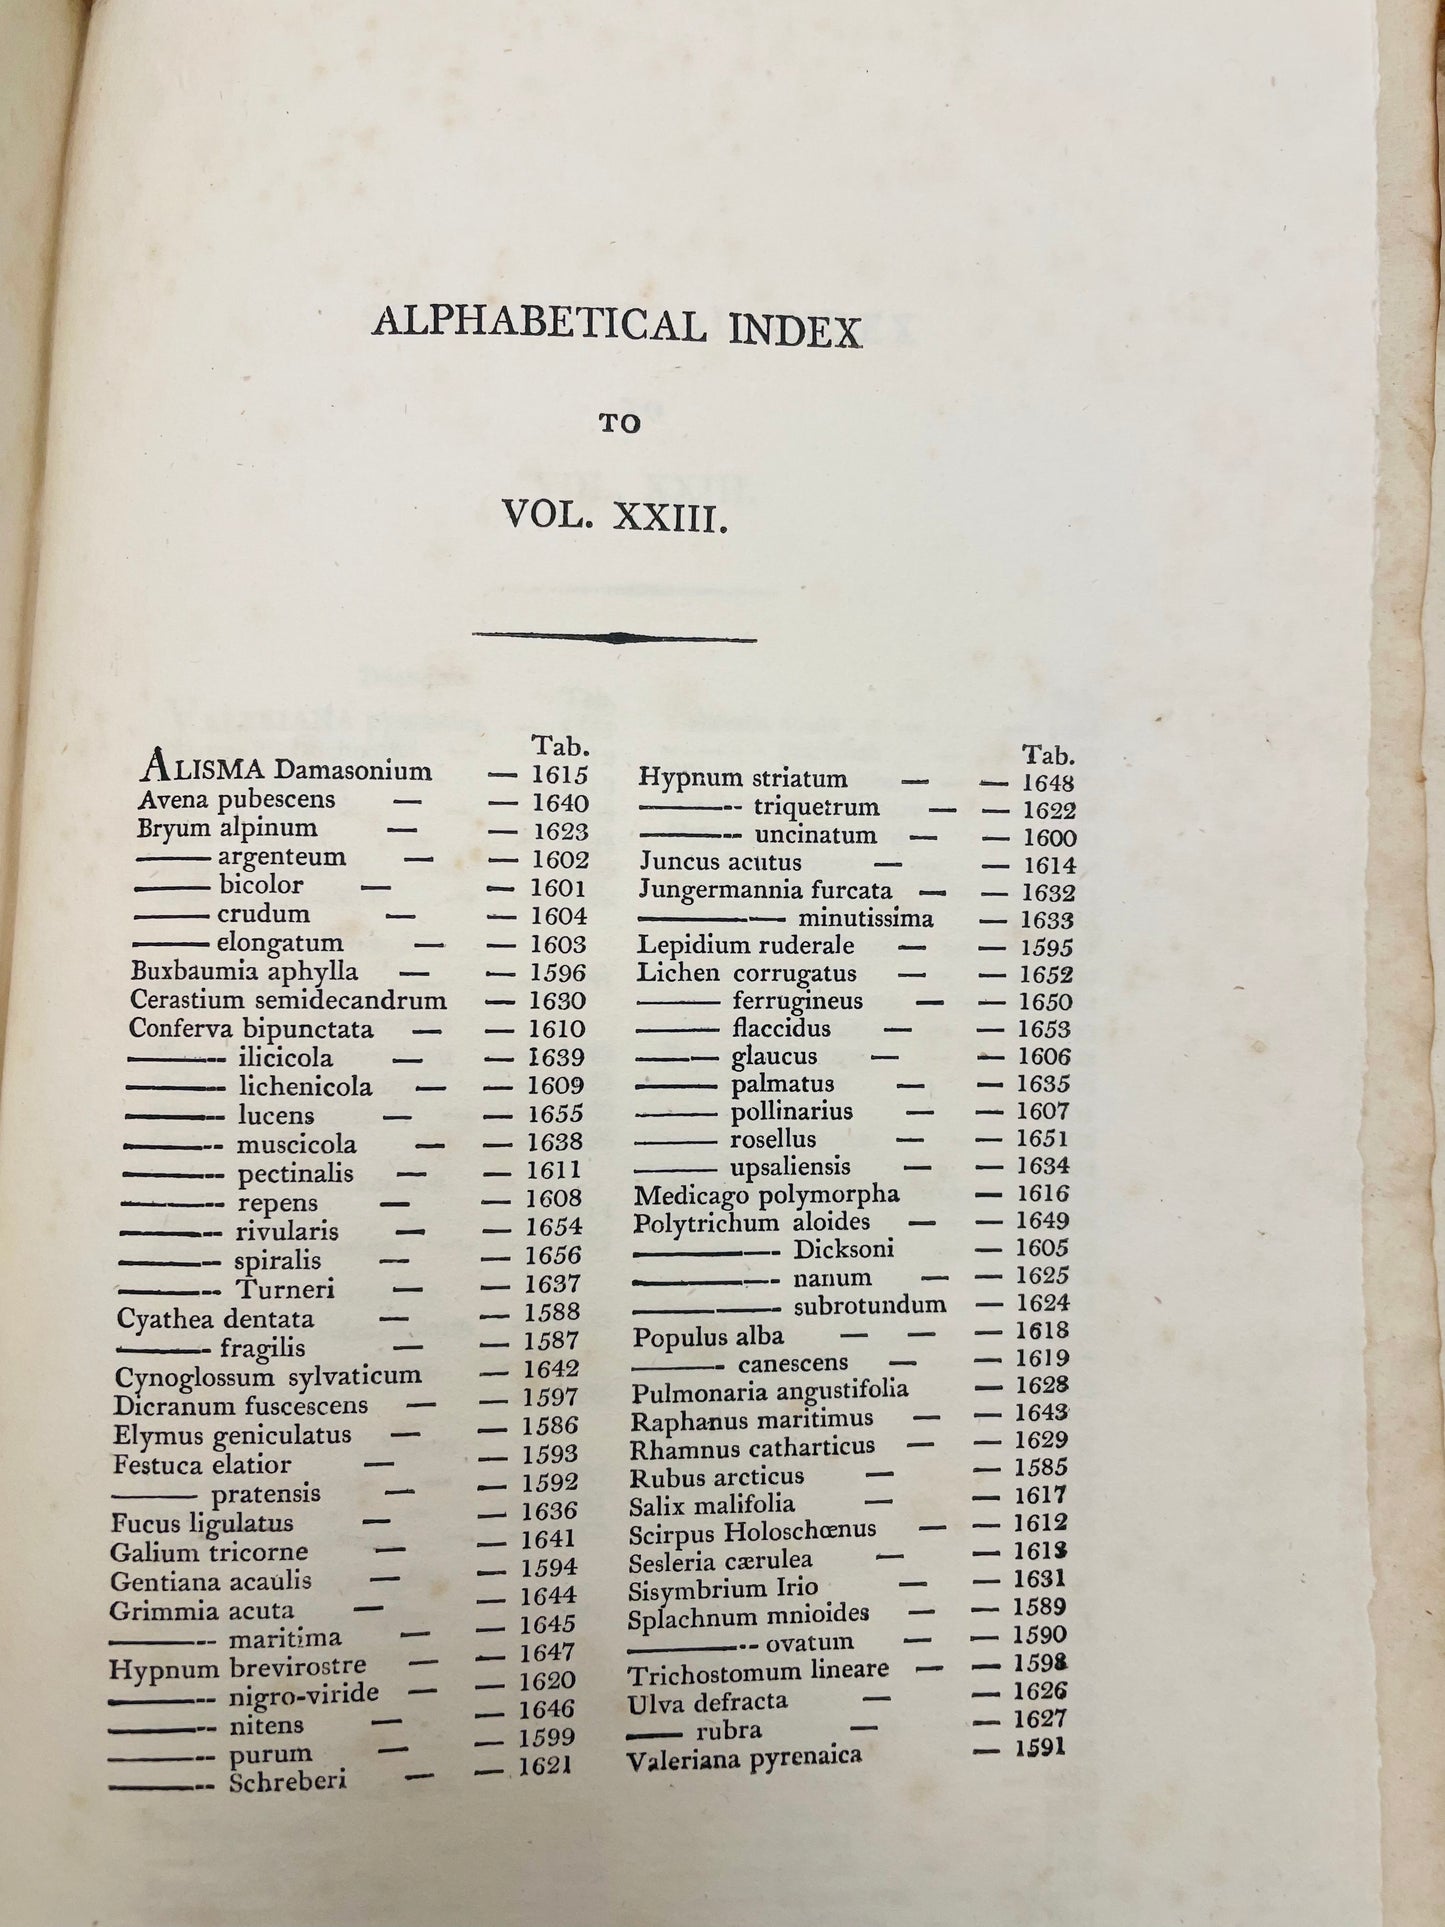 ALPHABETICAL INDEX
TO
VOL. XXIII.
Tab.
ALISMA Damasonium — 1615
Avena pubescens — — 1640
Bryum alpinum — — 1623
—— argenteum — — 1602
—— bicolor — — 1601
—— crudum — — 1604
—— elongatum — — 1603
Buxbaumia aphylla — — 1596
Cerastium semidecandrum — 1630
Conferva bipunctata — — 1610
——— ilicicola — — 1639
——— lichenicola — — 1609
——— lucens — — 1655
——— muscicola — — 1638
——— pectinalis — — 1611
——— repens — — 1608
——— rivularis — — 1654
——— spiralis — — 1656
——— Turneri — — 1637
Cyathea dentata — — 1588
——— fragilis — — 1587
Cynoglossum sylvaticum — 1642
Dicranum fuscescens — — 1597
Elymus geniculatus — — 1586
Festuca elatior — — 1593
—— pratensis — — 1592
Fucus ligulatus — — 1636
Galium tricorne — — 1641
Gentiana acaulis — — 1594
Grimmia acuta — — 1644
——— maritima — — 1645
Hypnum brevirostre — — 1647
——— nigro-viride — — 1620
——— nitens — — 1646
——— purum — — 1599
——— Schreberi — — 1621
Tab.
Hypnum striatum — — 1648
——— triquetrum — — 1622
——— uncinatum — — 1600
Juncus acutus — — 1614
Jungermannia furcata — — 1632
———— minutissima — 1633
Lepidium ruderale — — 1595
Lichen corrugatus — — 1652
—— ferrugineus — — 1650
—— flaccidus — — 1653
—— glaucus — — 1606
—— palmatus — — 1635
—— pollinarius — — 1607
—— rosellus — — 1651
—— upsaliensis — — 1634
Medicago polymorpha — 1616
Polytrichum aloides — — 1649
———— Dicksoni — 1605
———— nanum — — 1625
———— subrotundum — 1624
Populus alba — — — 1618
——— canescens — — 1619
Pulmonaria angustifolia — 1628
Raphanus maritimus — — 1643
Rhamnus catharticus — — 1629
Rubus arcticus — — 1585
Salix malifolia — — 1617
Scirpus Holoschœnus — — 1612
Sesleria cærulea — — 1613
Sisymbrium Irio — — 1631
Splachnum mnioides — — 1589
———— ovatum — — 1590
Trichostomum lineare — — 1598
Ulva defracta — — 1626
—— rubra — — 1627
Valeriana pyrenaica — 1591